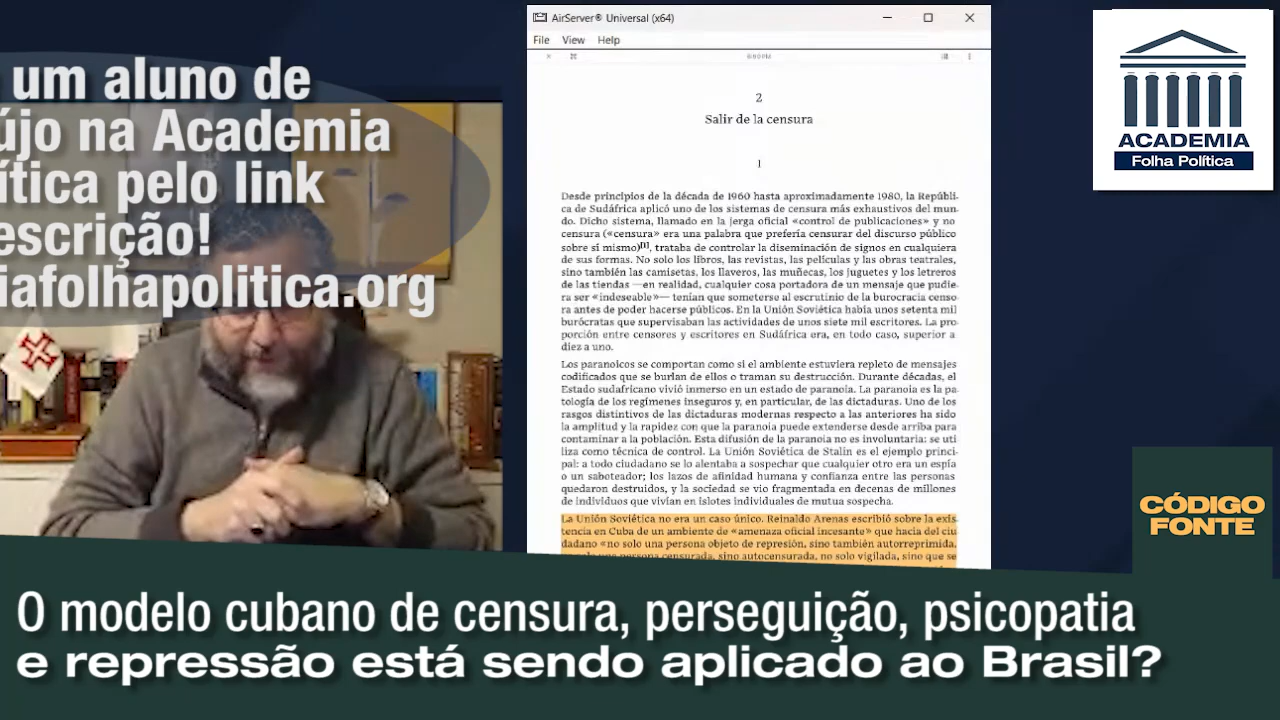 um aluno de
újo na Academia
ítica pelo link
escrição!
iafolhapolitica.org
AirServer® Universal (x64)
File View Help
2
Salir de la censura
1
Desde principios de la década de 1960 hasta aproximadamente 1980, la Repúbli-
ca de Sudáfrica aplicó uno de los sistemas de censura más exhaustivos del mun-
do. Dicho sistema, llamado en la jerga oficial «control de publicaciones» y no
censura («censura» era una palabra que prefería censurar del discurso público
sobre sí mismo)[1], trataba de controlar la diseminación de signos en cualquiera
de sus formas. No solo los libros, las revistas, las películas y las obras teatrales,
sino también las camisetas, los llaveros, las muñecas, los juguetes y los letreros
de las tiendas —en realidad, cualquier cosa portadora de un mensaje que pudie-
ra ser «indeseable»— tenían que someterse al escrutinio de la burocracia censo
ra antes de poder hacerse públicos. En la Unión Soviética había unos setenta mil
burócratas que supervisaban las actividades de unos siete mil escritores. La pro-
porción entre censores y escritores en Sudáfrica era, en todo caso, superior a
diez a uno.
Los paranoicos se comportan como si el ambiente estuviera repleto de mensajes
codificados que se burlan de ellos o traman su destrucción. Durante décadas, el
Estado sudafricano vivió inmerso en un estado de paranoia. La paranoia es la pa-
tología de los regímenes inseguros y, en particular, de las dictaduras. Uno de los
rasgos distintivos de las dictaduras modernas respecto a las anteriores ha sido
la amplitud y la rapidez con que la paranoia puede extenderse desde arriba para
contaminar a la población. Esta difusión de la paranoia no es involuntaria: se uti
liza como técnica de control. La Unión Soviética de Stalin es el ejemplo princi-
pal: a todo ciudadano se lo alentaba a sospechar que cualquier otro era un espía
o un saboteador; los lazos de afinidad humana y confianza entre las personas
quedaron destruidos, y la sociedad se vio fragmentada en decenas de millones
de individuos que vivían en islotes individuales de mutua sospecha.
La Unión Soviética no era un caso único. Reinaldo Arenas escribió sobre la exis-
tencia en Cuba de un ambiente de «amenaza oficial incesante» que hacía del ciu
dadano «no solo una persona objeto de represión, sino también autorreprimida,
no solo una persona censurada, sino autocensurada, no solo vigilada, sino que se
ACADEMIA
Folha Política
CÓDIGO
FONTE
O modelo cubano de censura, perseguição, psicopatia
e repressão está sendo aplicado ao Brasil?